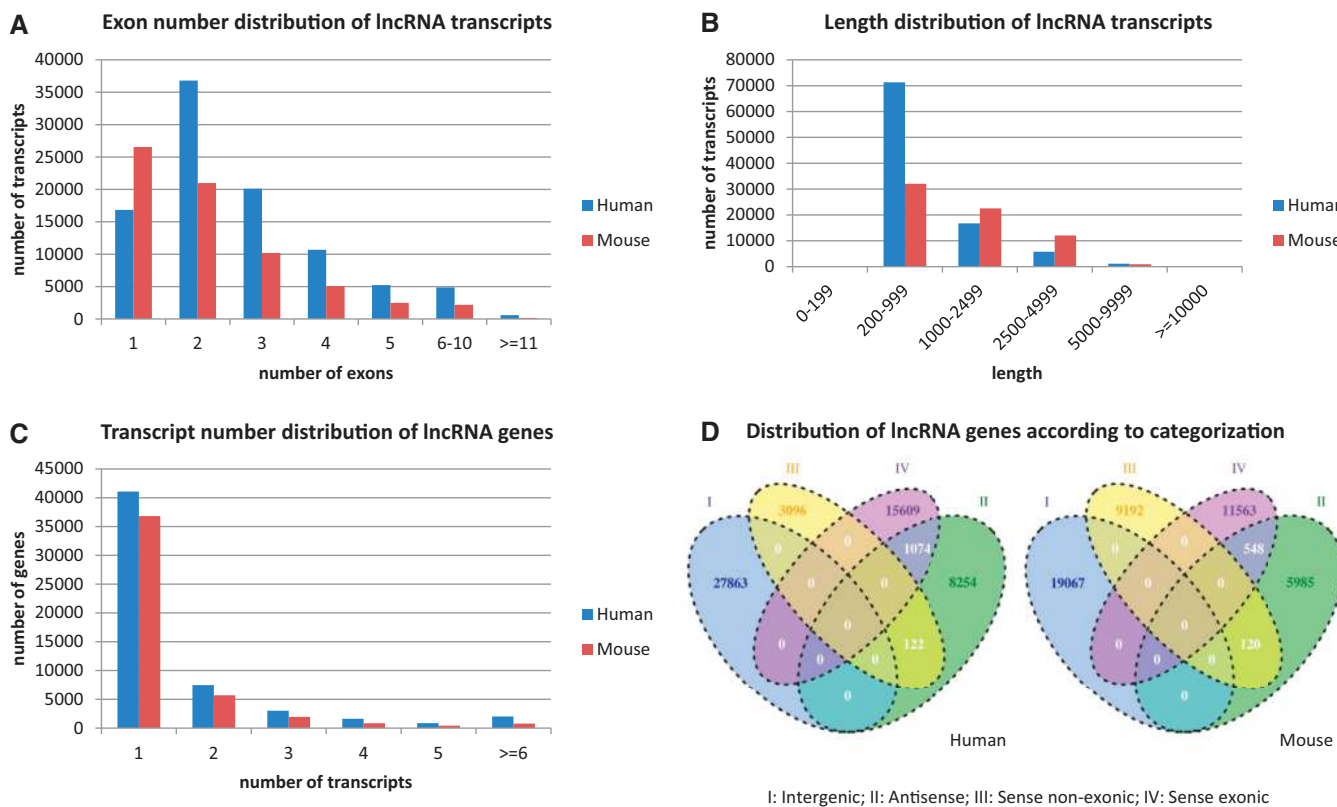 A Exon number distribution of lncRNA transcripts
number of transcripts
40000
35000
30000
25000
20000
15000
10000
5000
0
1 2 3 4 5 6-10 >=11
number of exons
Human
Mouse
B Length distribution of lncRNA transcripts
number of transcripts
80000
70000
60000
50000
40000
30000
20000
10000
0
0-199 200-999 1000-2499 2500-4999 5000-9999 >=10000
length
Human
Mouse
C Transcript number distribution of lncRNA genes
number of genes
45000
40000
35000
30000
25000
20000
15000
10000
5000
0
1 2 3 4 5 >=6
number of transcripts
Human
Mouse
D Distribution of lncRNA genes according to categorization
III IV
I II
3096 15609
0 0 1074
27863 0 0 8254
0
0 0 0 122
0
Human
III IV
I II
9192 11563
0 0 548
19067 0 0 5985
0
0 0 0 120
0
Mouse
I: Intergenic; II: Antisense; III: Sense non-exonic; IV: Sense exonic